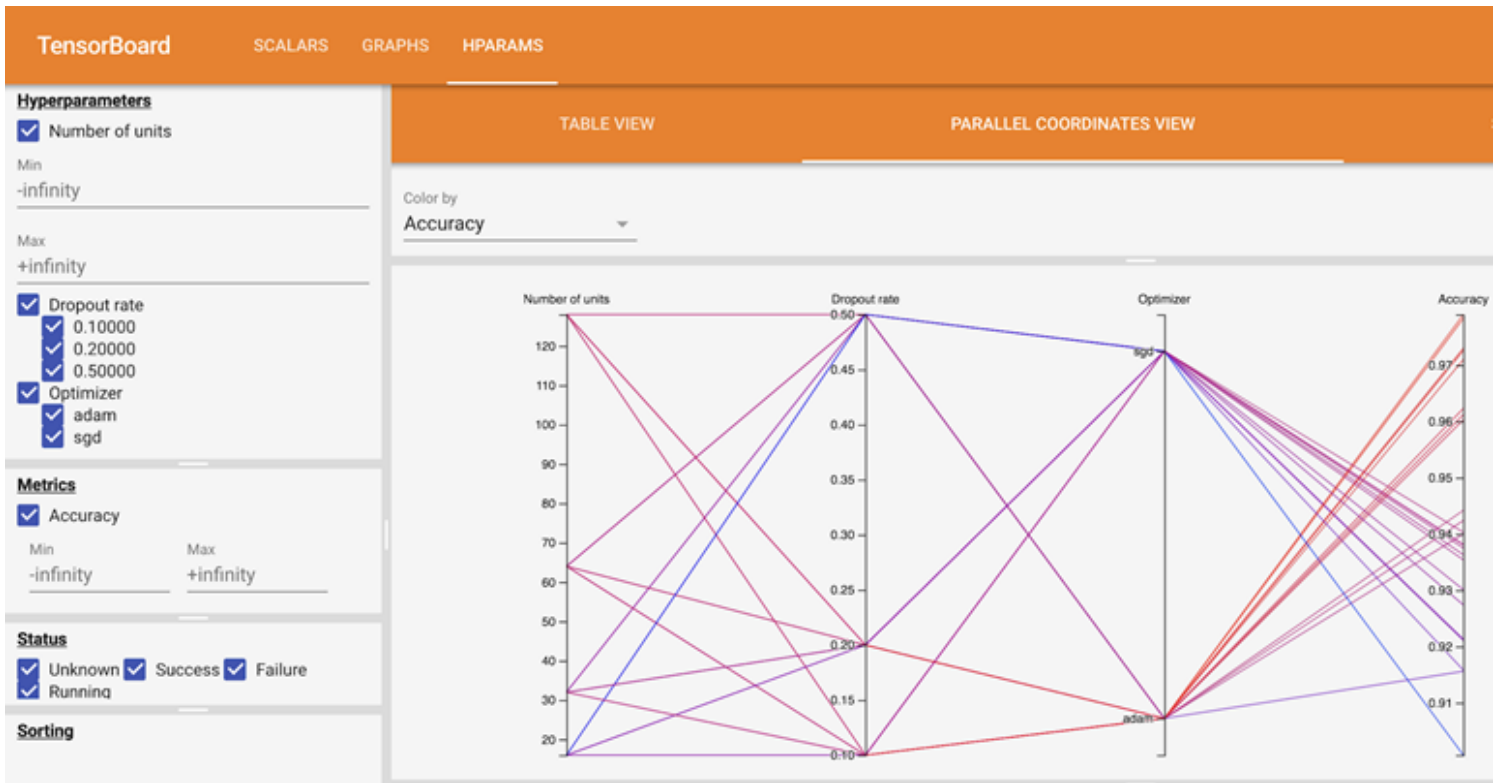 TensorBoard SCALARS GRAPHS HPARAMS
Hyperparameters
Number of units
Min
-infinity
Max
+infinity
Dropout rate
0.10000
0.20000
0.50000
Optimizer
adam
sgd
Metrics
Accuracy
Min Max
-infinity +infinity
Status
Unknown Success Failure
Running
Sorting
TABLE VIEW PARALLEL COORDINATES VIEW
Color by
Accuracy
Number of units Dropout rate Optimizer Accuracy
120
110
100
90
80
70
60
50
40
30
20
0.50
0.45
0.40
0.35
0.30
0.25
0.20
0.15
0.10
sgd
adam
0.97
0.96
0.95
0.94
0.93
0.92
0.91